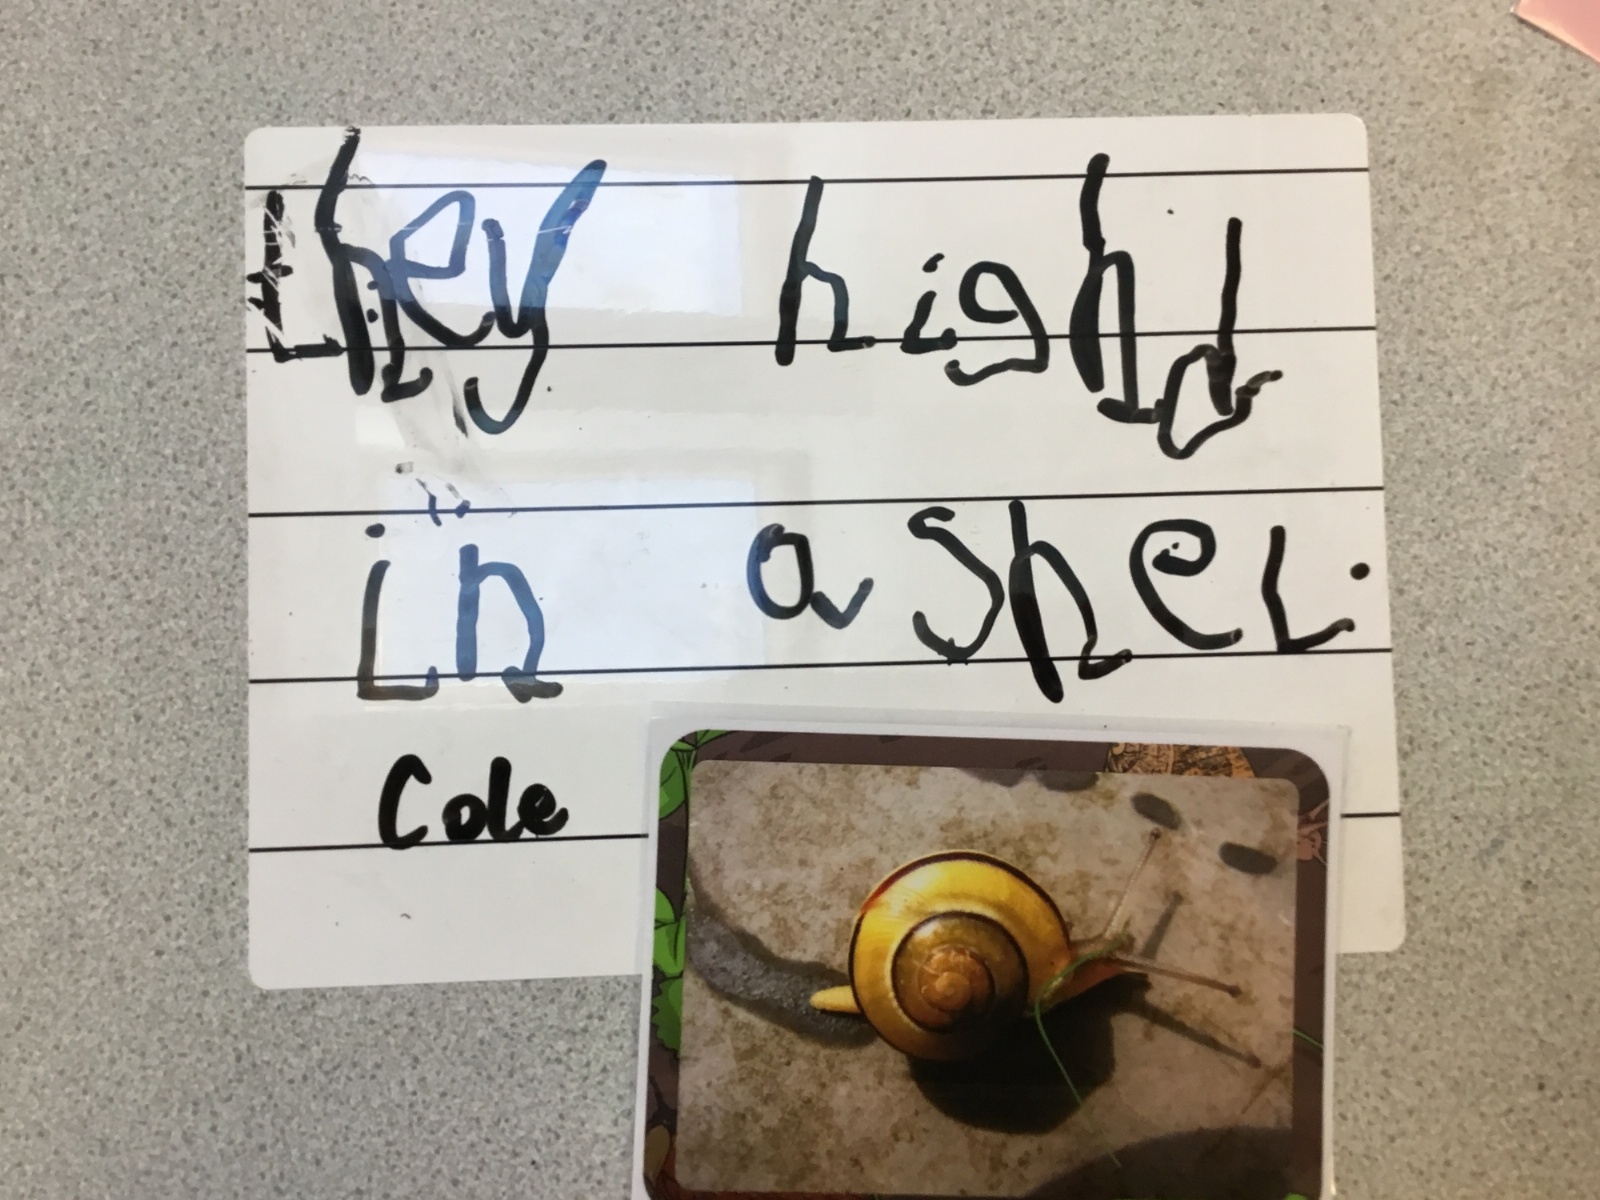 they highd
in a shel.
Cole